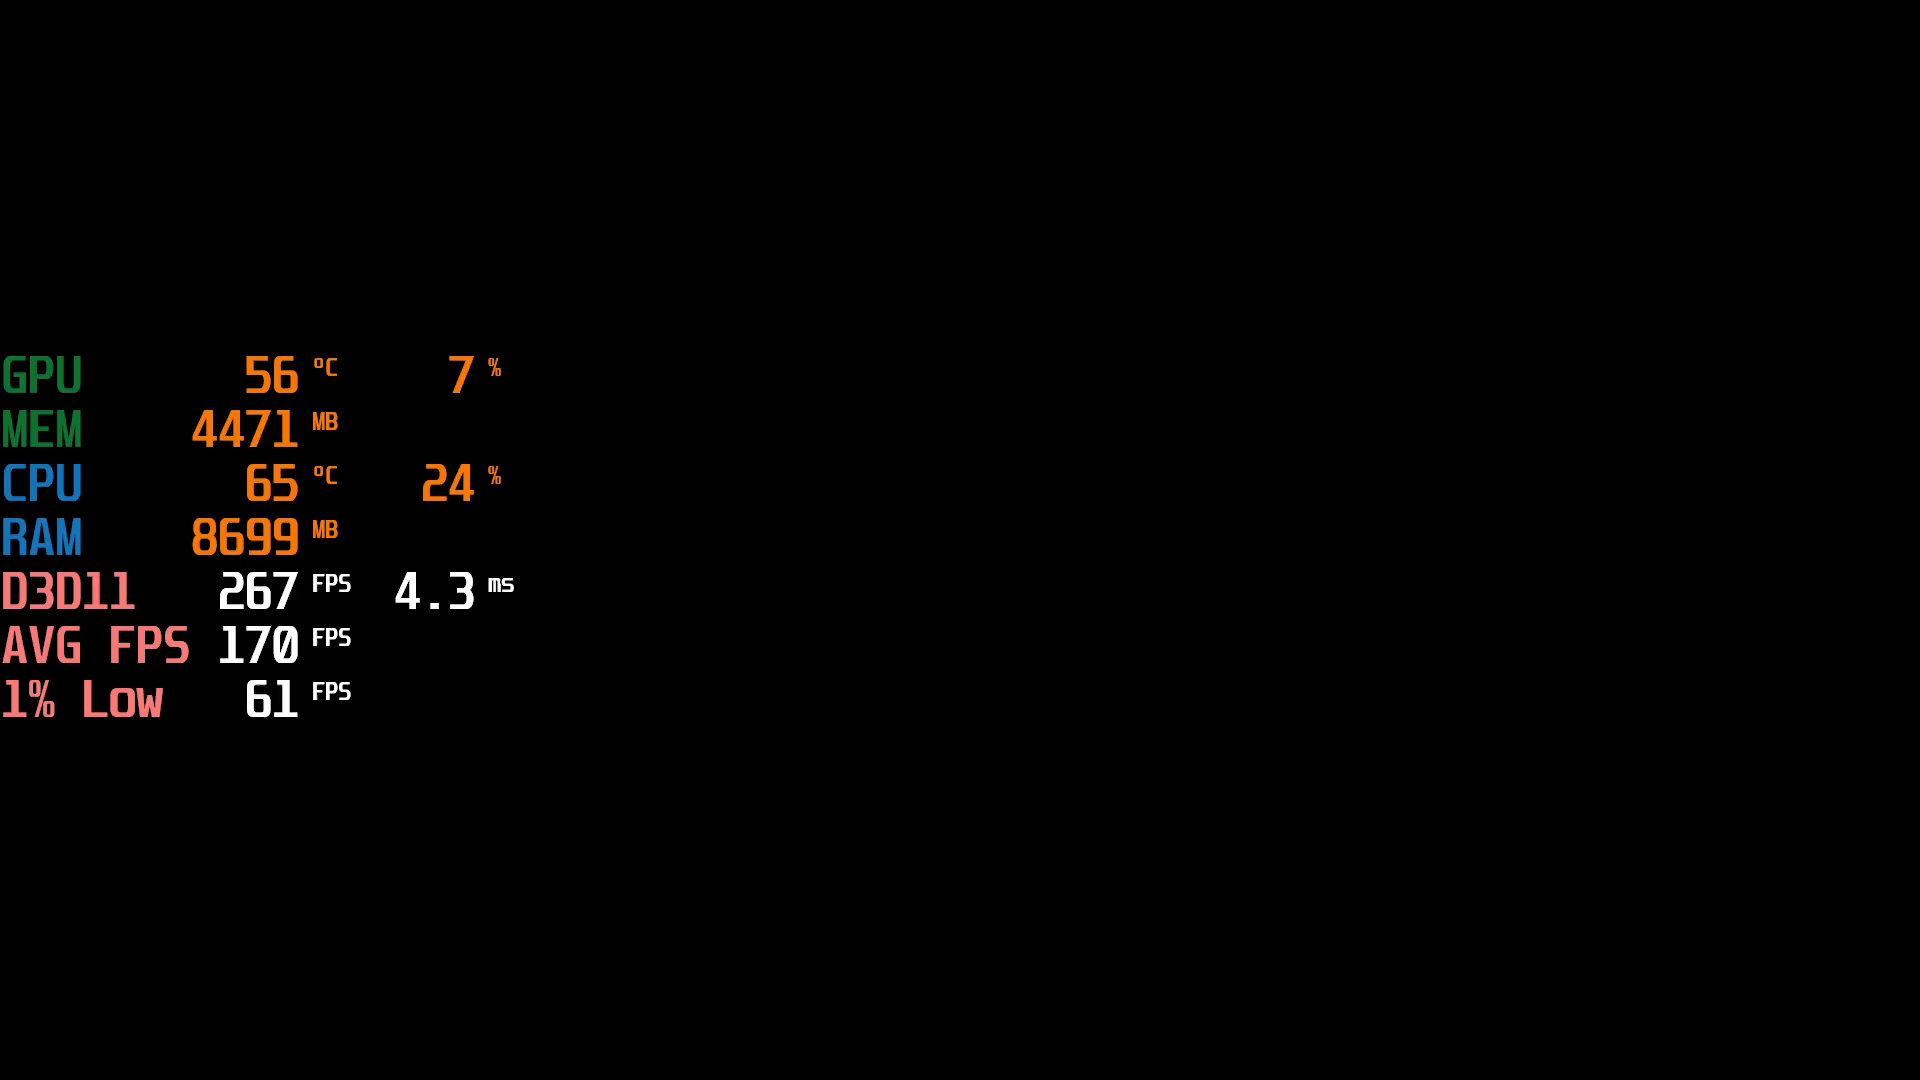 GPU 56 °C 7 %
MEM 4471 MB
CPU 65 °C 24 %
RAM 8699 MB
D3D11 267 FPS 4.3 ms
AVG FPS 170 FPS
1% Low 61 FPS